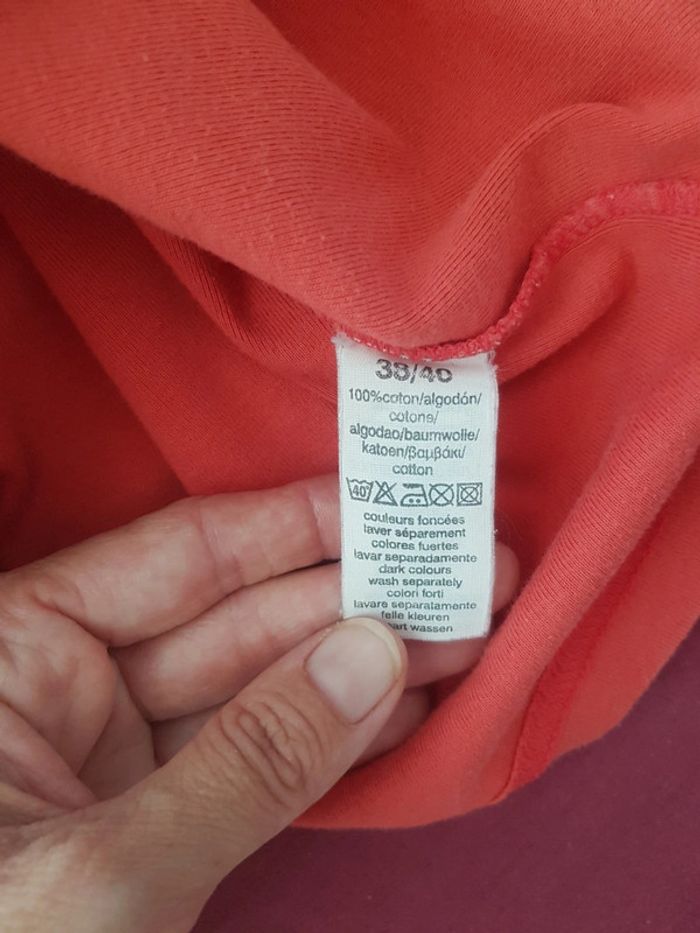 38/40
100%coton/algodón/
cotone/
algodao/baumwolle/
katoen/βαμβάκι/
cotton
40
couleurs foncées
laver séparement
colores fuertes
lavar separadamente
dark colours
wash separately
colori forti
lavare separatamente
felle kleuren
wassen